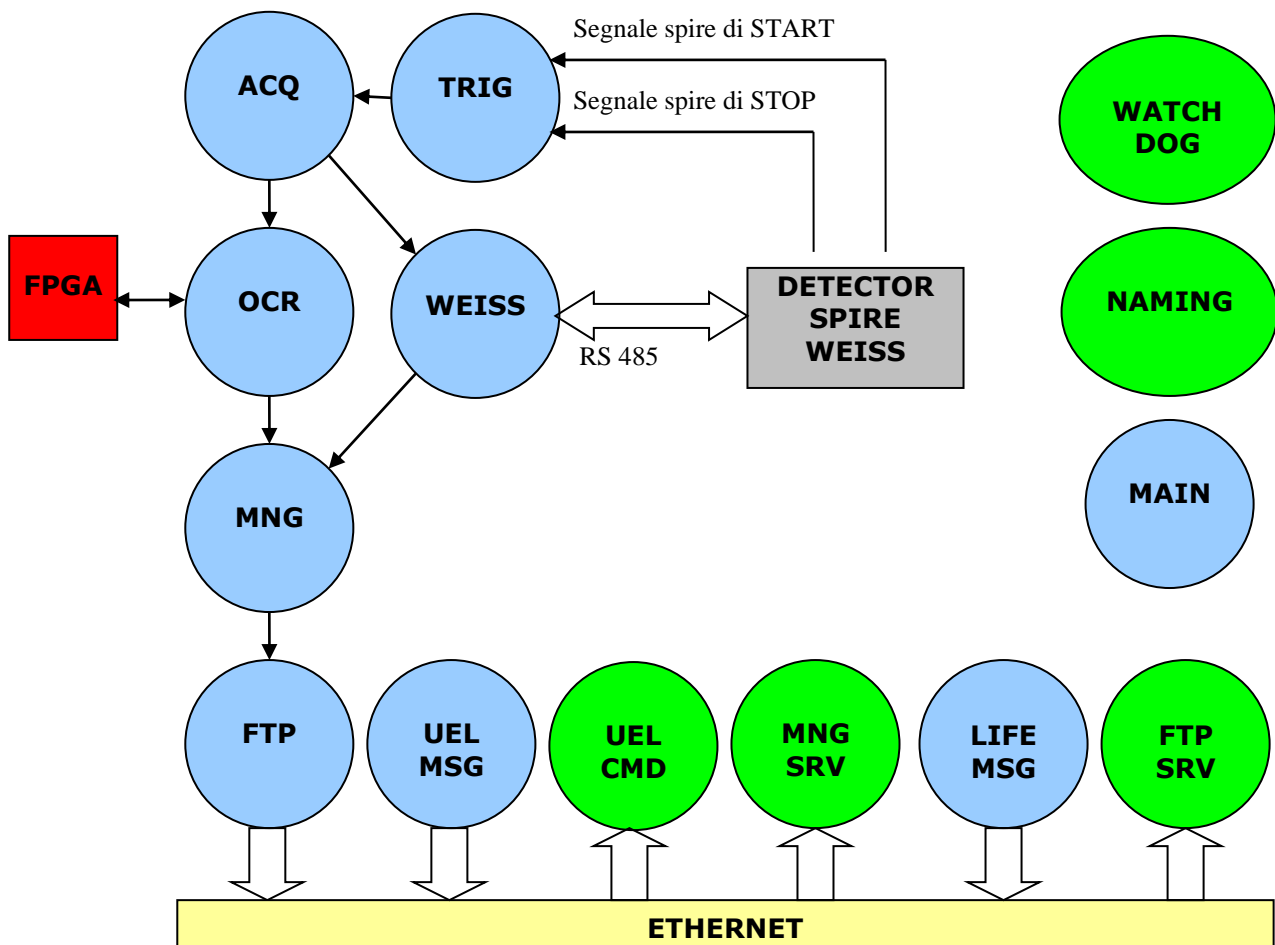 Segnale spire di START
ACQ
TRIG
Segnale spire di STOP
WATCH
DOG
FPGA
OCR
WEISS
RS 485
DETECTOR
SPIRE
WEISS
NAMING
MNG
MAIN
FTP
UEL
MSG
UEL
CMD
MNG
SRV
LIFE
MSG
FTP
SRV
ETHERNET